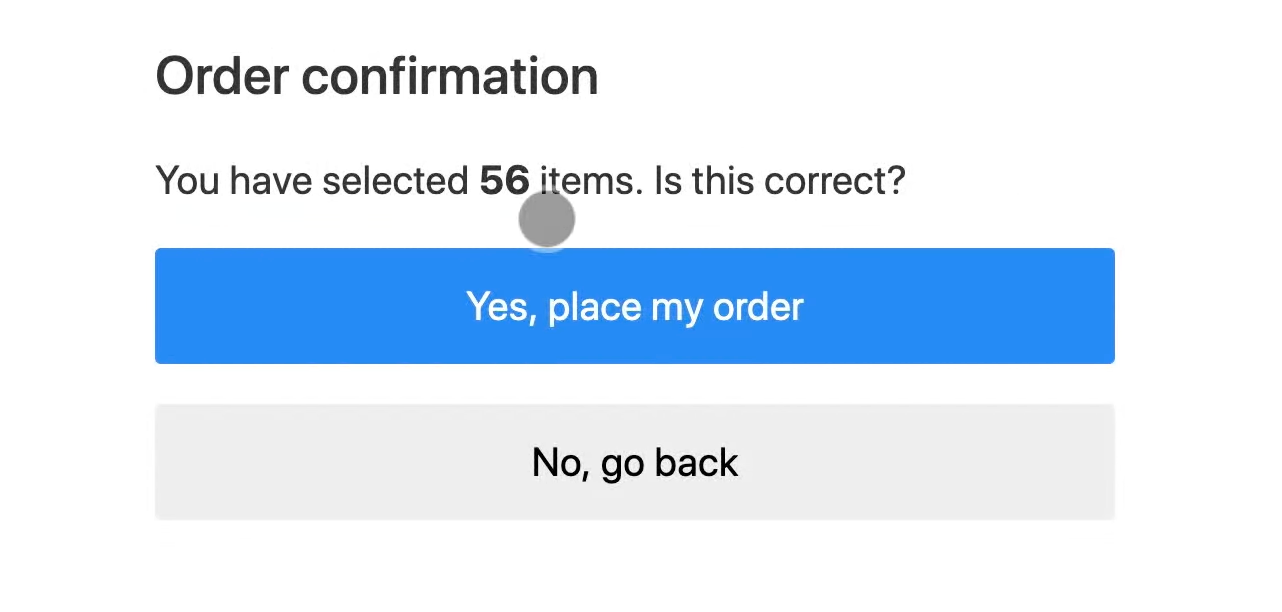 Order confirmation
You have selected 56 items. Is this correct?
Yes, place my order
No, go back